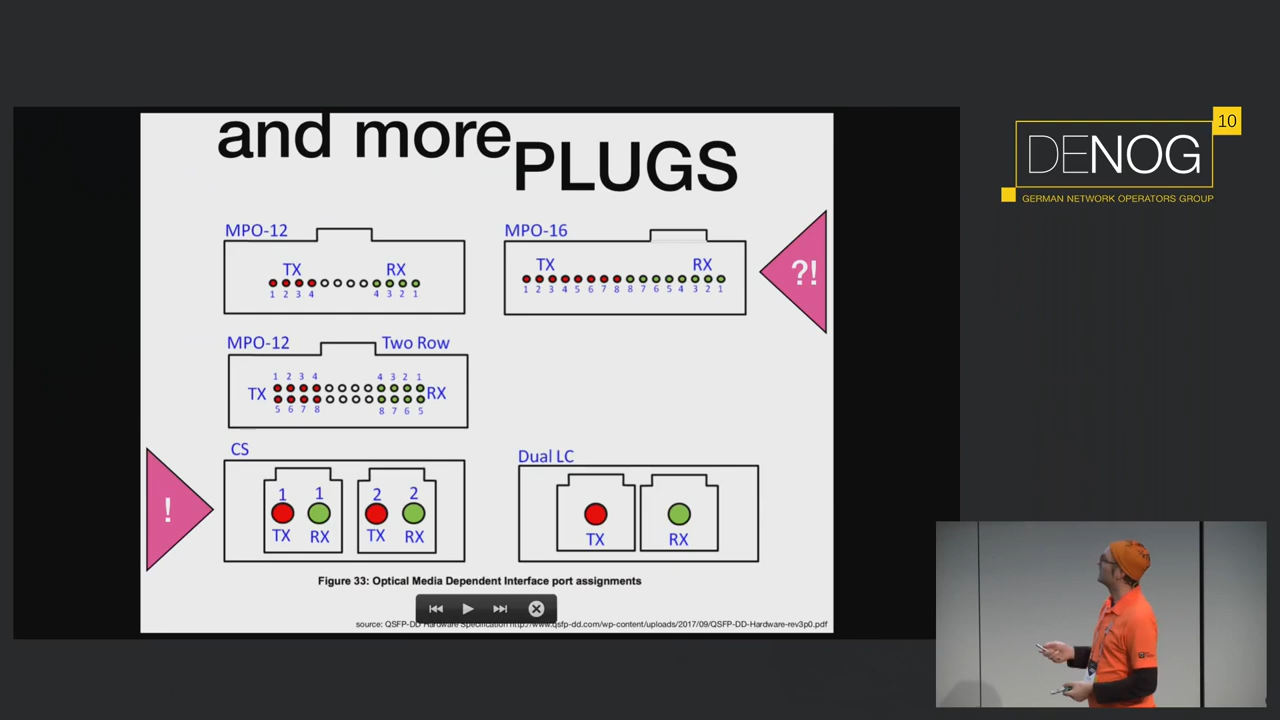 and more PLUGS
10
DENOG
GERMAN NETWORK OPERATORS GROUP
MPO-12
TX RX
1 2 3 4 4 3 2 1
MPO-16
TX RX
1 2 3 4 5 6 7 8 8 7 6 5 4 3 2 1
?!
MPO-12 Two Row
1 2 3 4 4 3 2 1
TX RX
5 6 7 8 8 7 6 5
CS
1 1 2 2
TX RX TX RX
!
Dual LC
TX RX
Figure 33: Optical Media Dependent Interface port assignments
source: QSFP-DD Hardware Specification http://www.qsfp-dd.com/wp-content/uploads/2017/09/QSFP-DD-Hardware-rev3p0.pdf